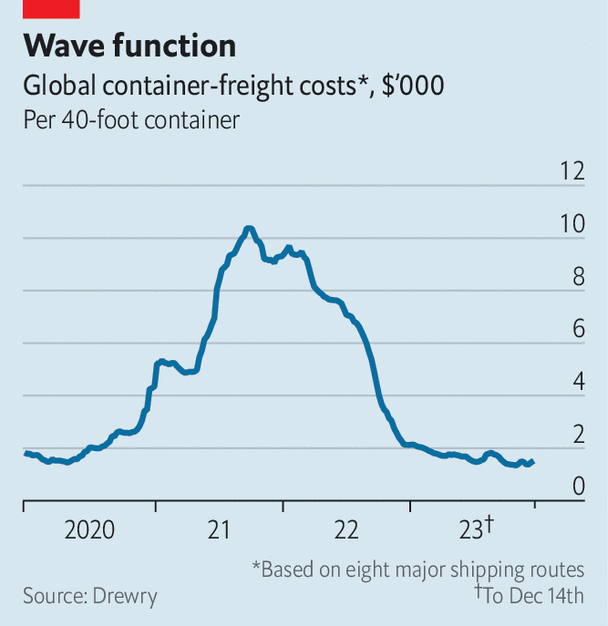 Wave function
Global container-freight costs*, $’000
Per 40-foot container
12
10
8
6
4
2
0
2020 21 22 23†
*Based on eight major shipping routes
Source: Drewry †To Dec 14th